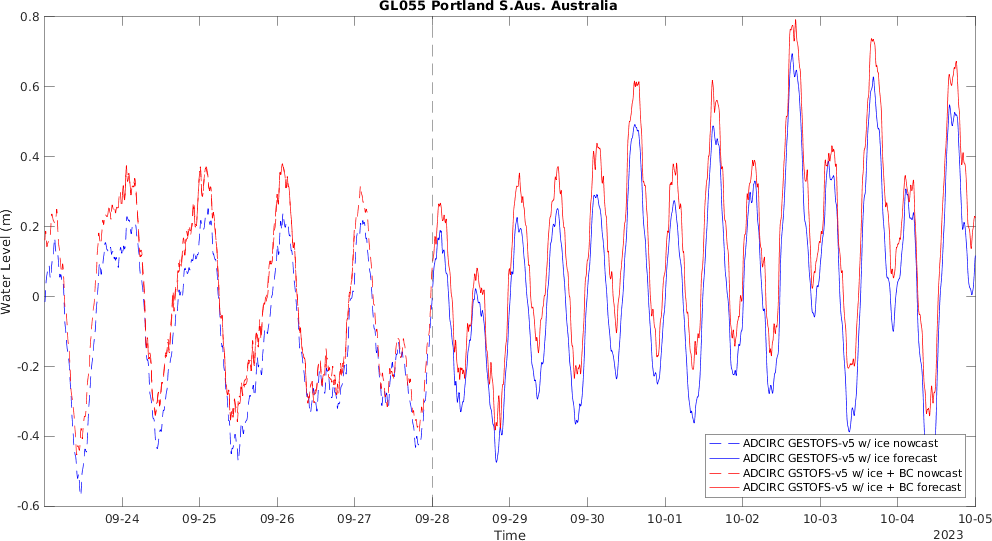 GL055 Portland S.Aus. Australia
Water Level (m)
0.8
0.6
0.4
0.2
0
-0.2
-0.4
-0.6
ADCIRC GESTOFS-v5 w/ ice nowcast
ADCIRC GESTOFS-v5 w/ ice forecast
ADCIRC GSTOFS-v5 w/ ice + BC nowcast
ADCIRC GSTOFS-v5 w/ ice + BC forecast
09-24 09-25 09-26 09-27 09-28 09-29 09-30 10-01 10-02 10-03 10-04 10-05
Time
2023